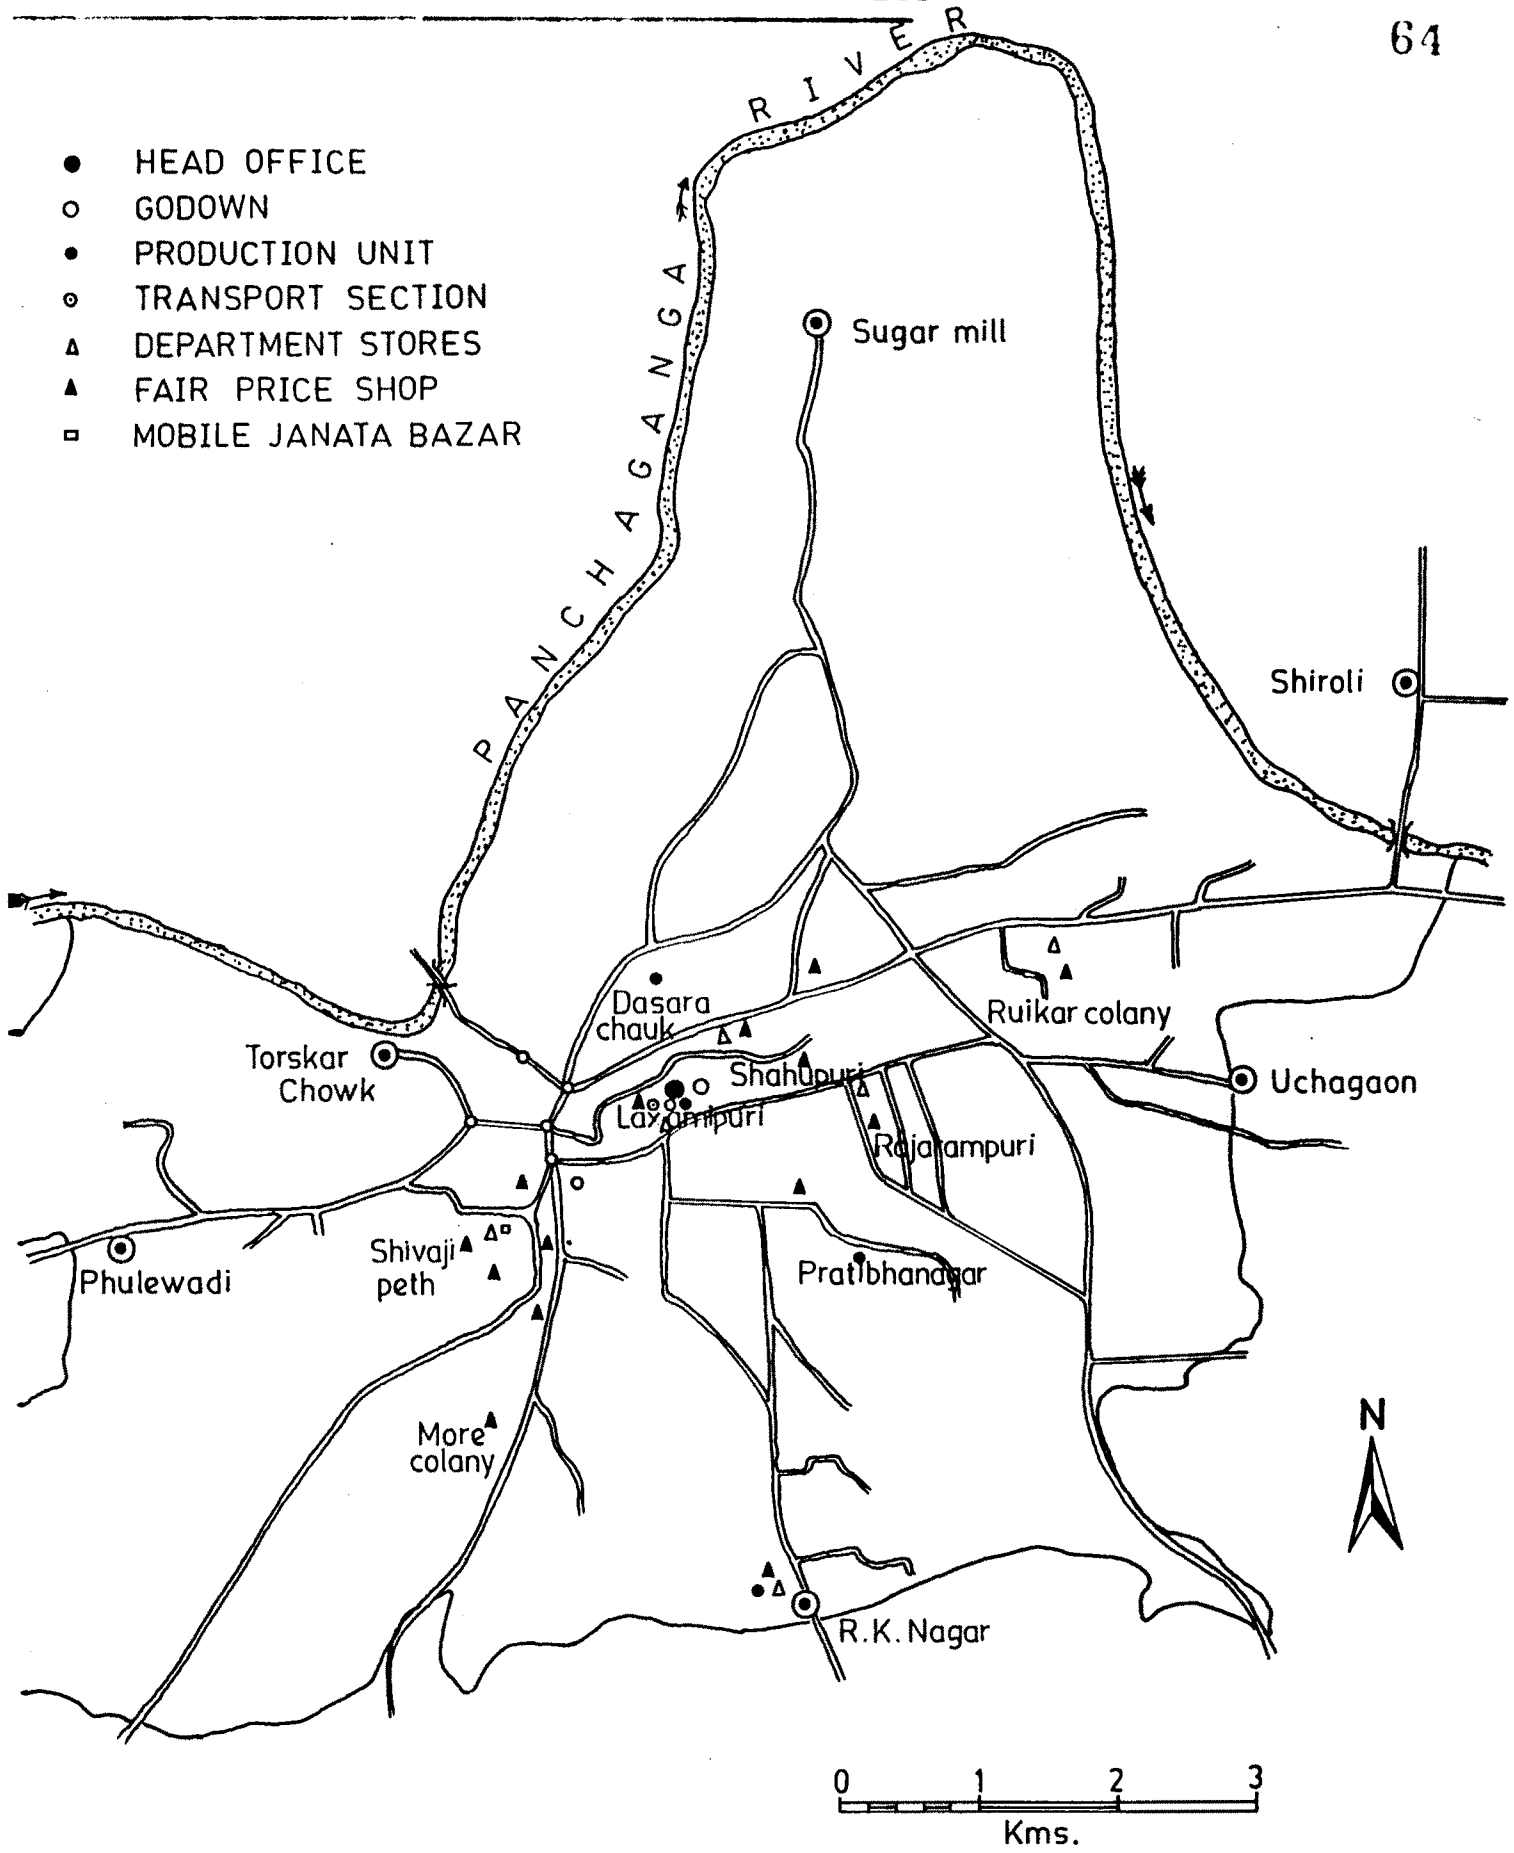 64
PANCHAGANGA RIVER
HEAD OFFICE
GODOWN
PRODUCTION UNIT
TRANSPORT SECTION
DEPARTMENT STORES
FAIR PRICE SHOP
MOBILE JANATA BAZAR
Sugar mill
Shiroli
Dasara
chauk
Ruikar colany
Torskar
Chowk
Shahupuri
Uchagaon
Laxamipuri
Rajarampuri
Shivaji
peth
Phulewadi
Pratibhanagar
More
colany
N
R.K. Nagar
0 1 2 3
Kms.